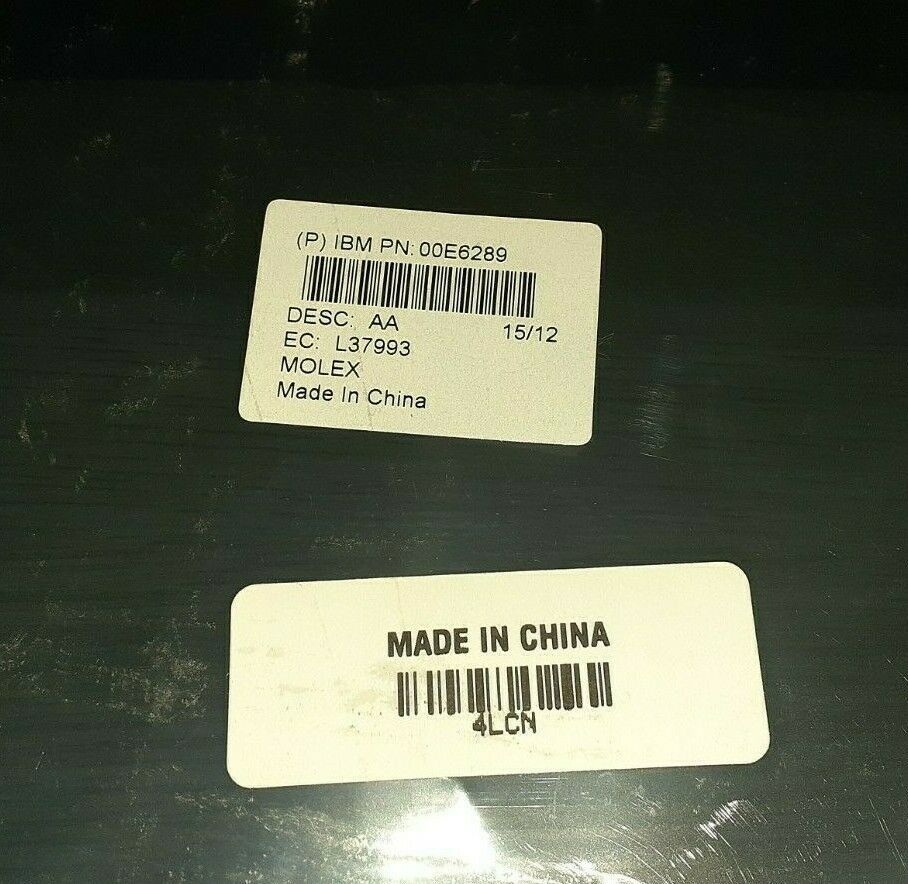 (P) IBM PN: 00E6289
DESC: AA 15/12
EC: L37993
MOLEX
Made In China
MADE IN CHINA
4LCN